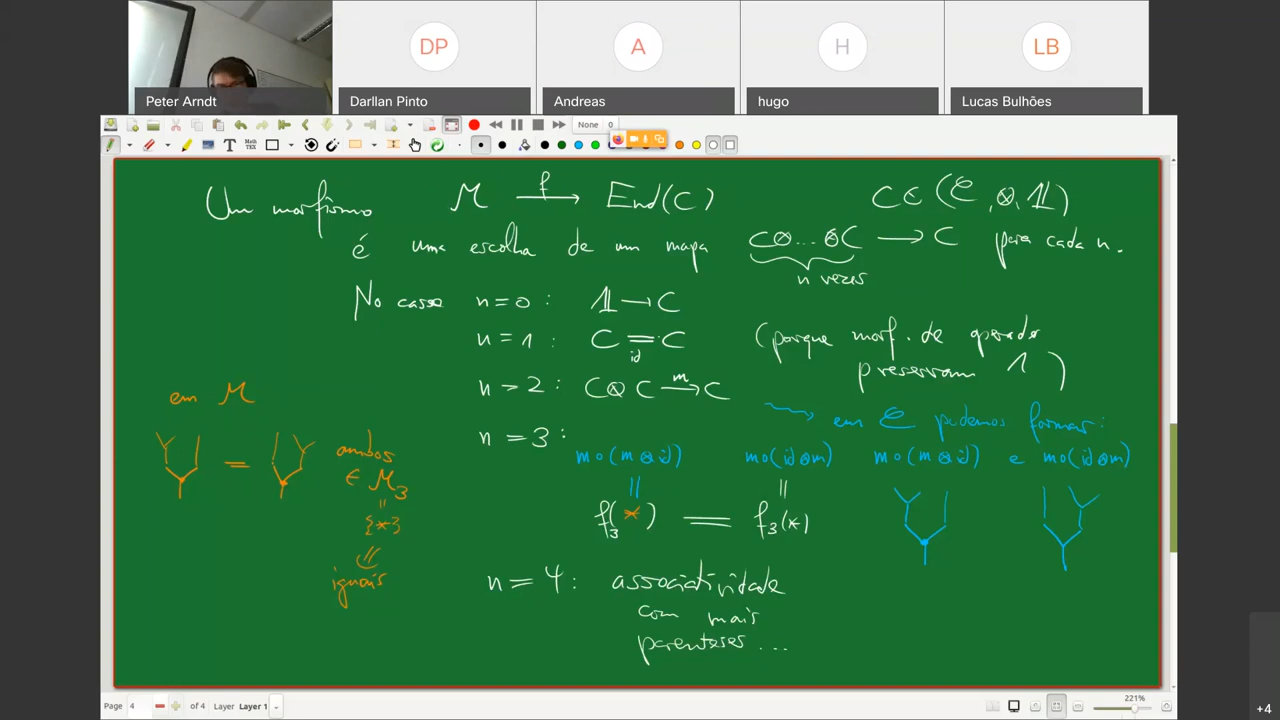 DP
A
H
LB
Peter Arndt
Darllan Pinto
Andreas
hugo
Lucas Bulhões
None 0
Um morfismo M f→ End(C) C∈(𝒞,⊗,𝟙)
é uma escolha de um mapa C⊗...⊗C → C para cada n.
n vezes
No caso n=0: 𝟙 → C
n=1: C = C (porque morf. de operador
id
preservam 1)
n=2: C⊗C m→ C
em M
⇝ em 𝒞 podemos formar:
n=3:
m∘(m⊗id) m∘(id⊗m) m∘(m⊗id) e m∘(id⊗m)
= ambos
∈ M₃
=
{*}
iguais
|| ||
f₃(*) = f₃(*)
n=4: associatividade
com mais
parenteses ...
Page 4 of 4 Layer Layer 1
221%
+4